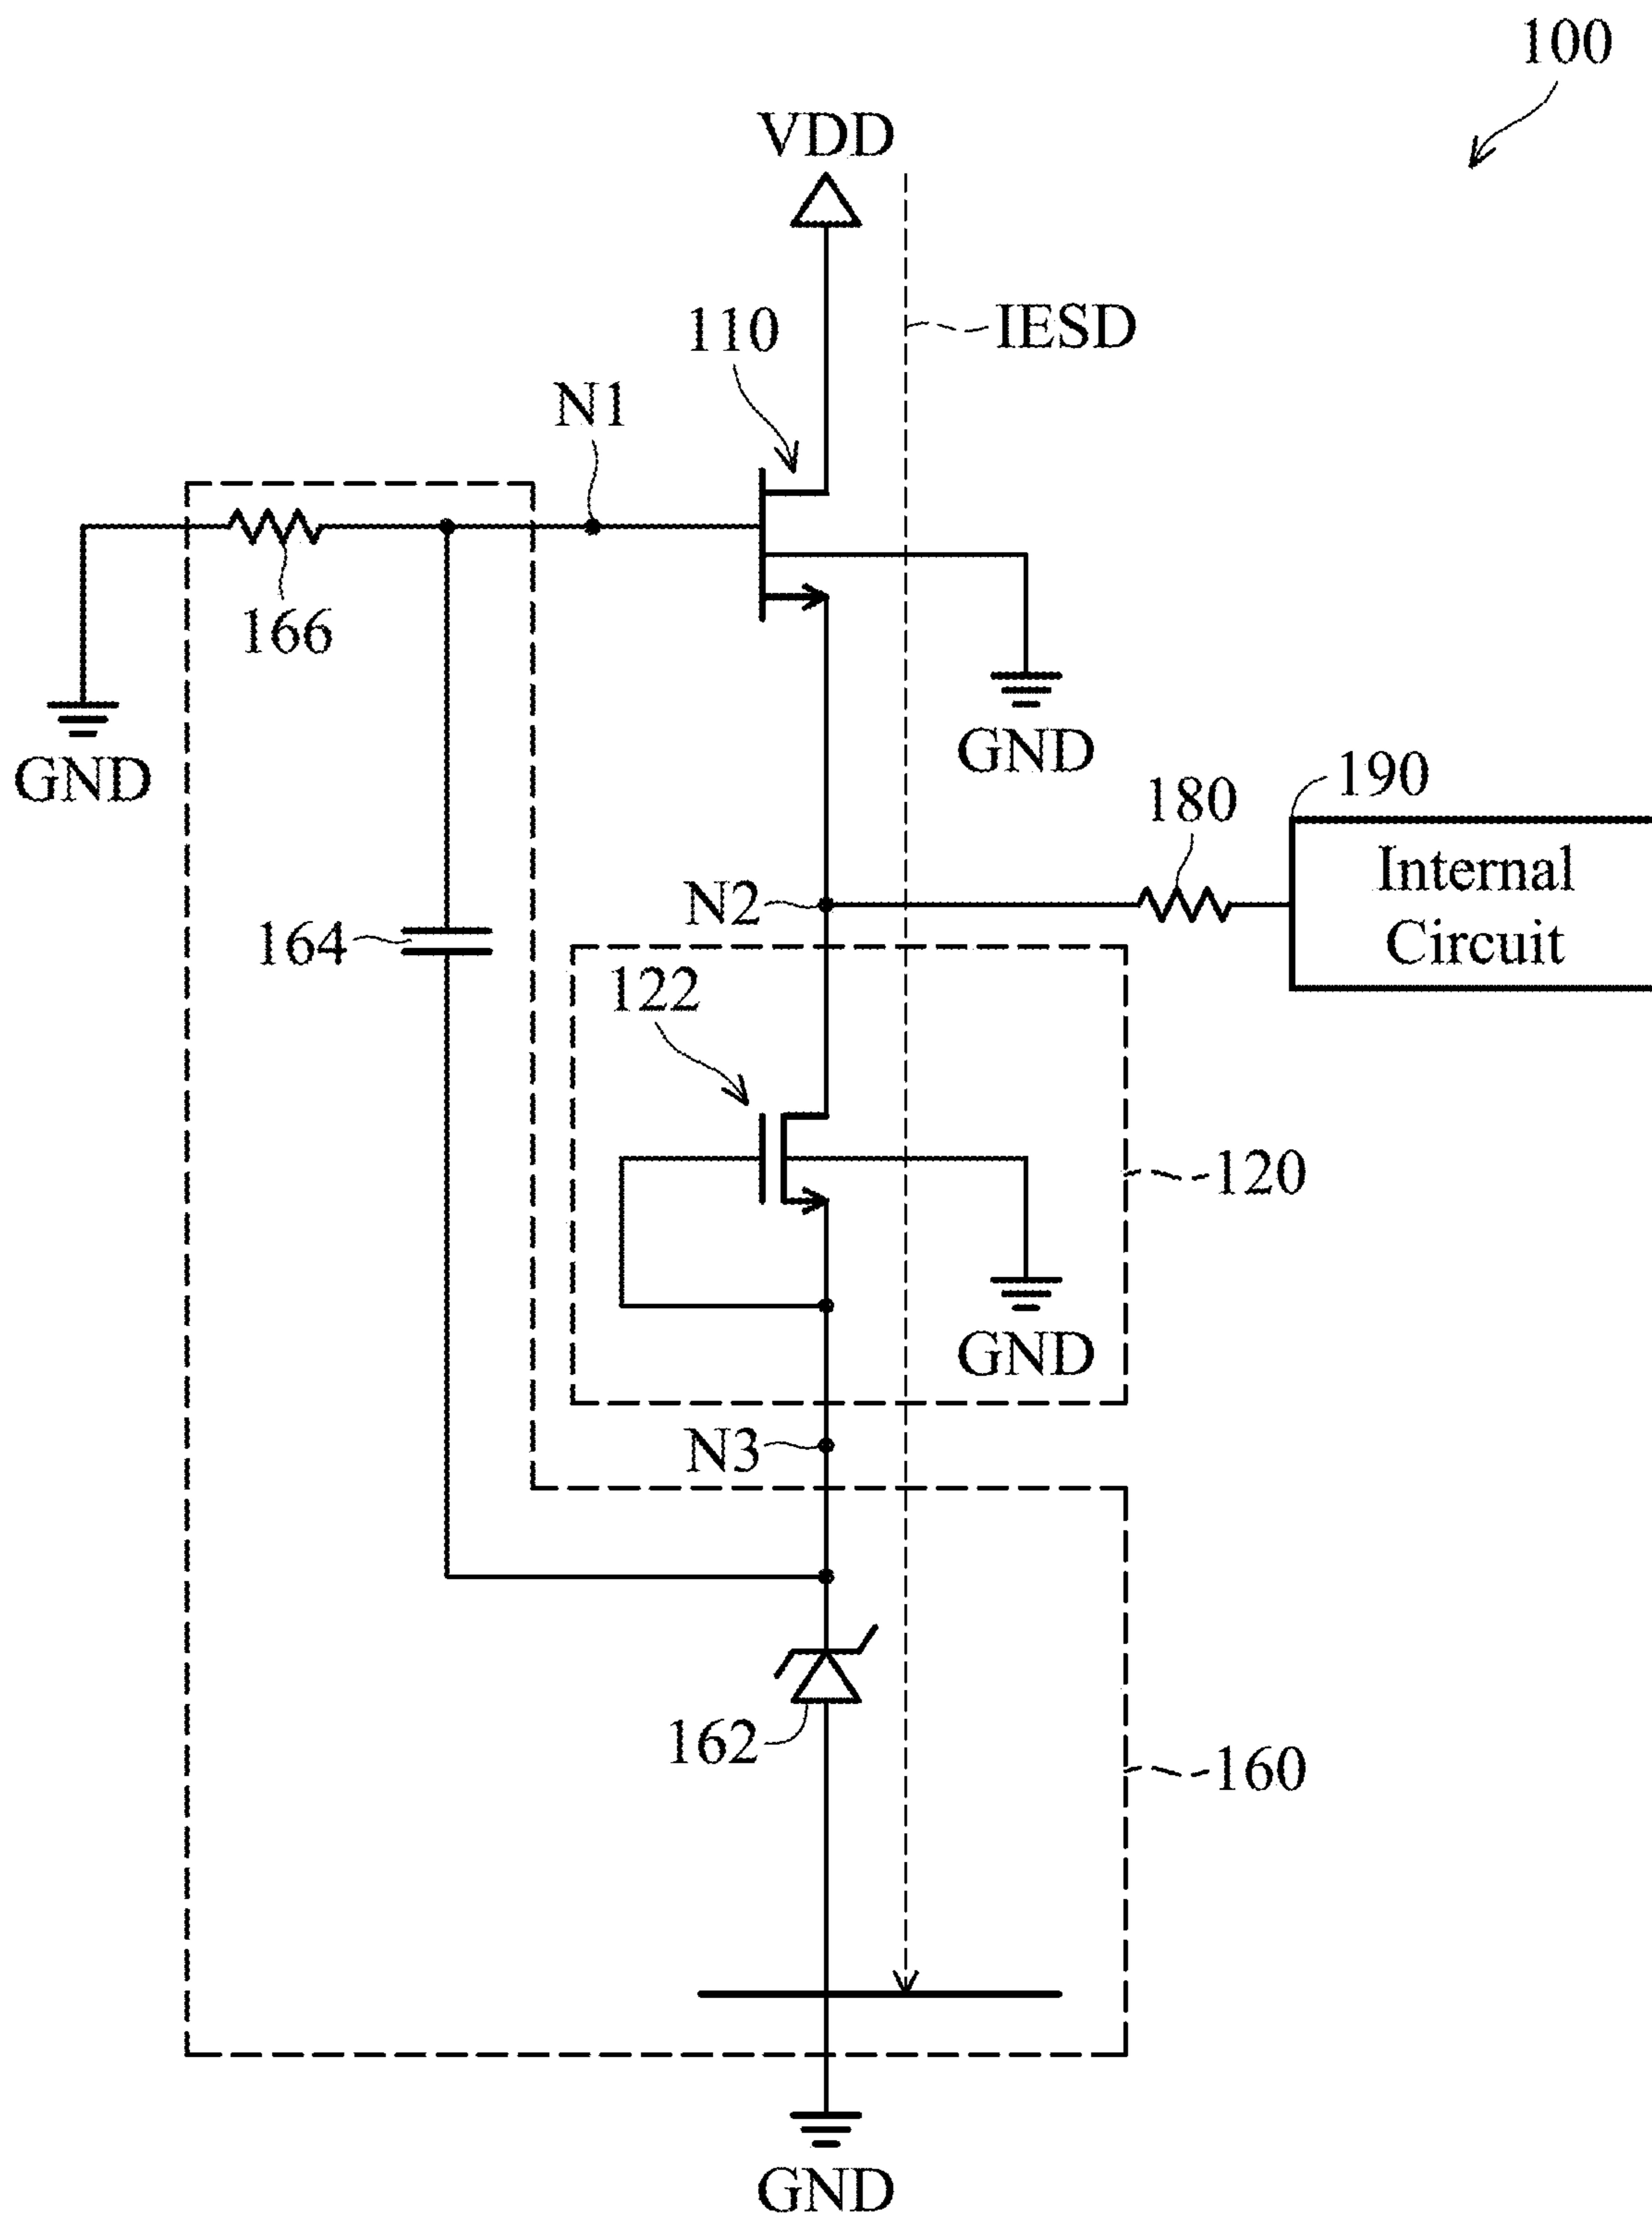 100
VDD
IESD
110
N1
166
GND
GND
190
180
Internal
Circuit
N2
164
122
120
GND
N3
162
160
GND